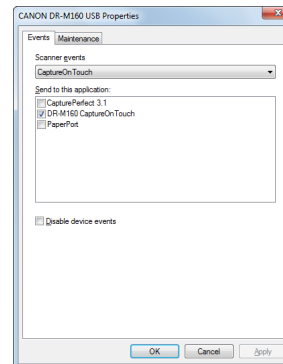 CANON DR-M160 USB Properties
Events
Maintenance
Scanner events
CaptureOnTouch
Send to this application:
CapturePerfect 3.1
DR-M160 CaptureOnTouch
PaperPort
Disable device events
OK
Cancel
Apply